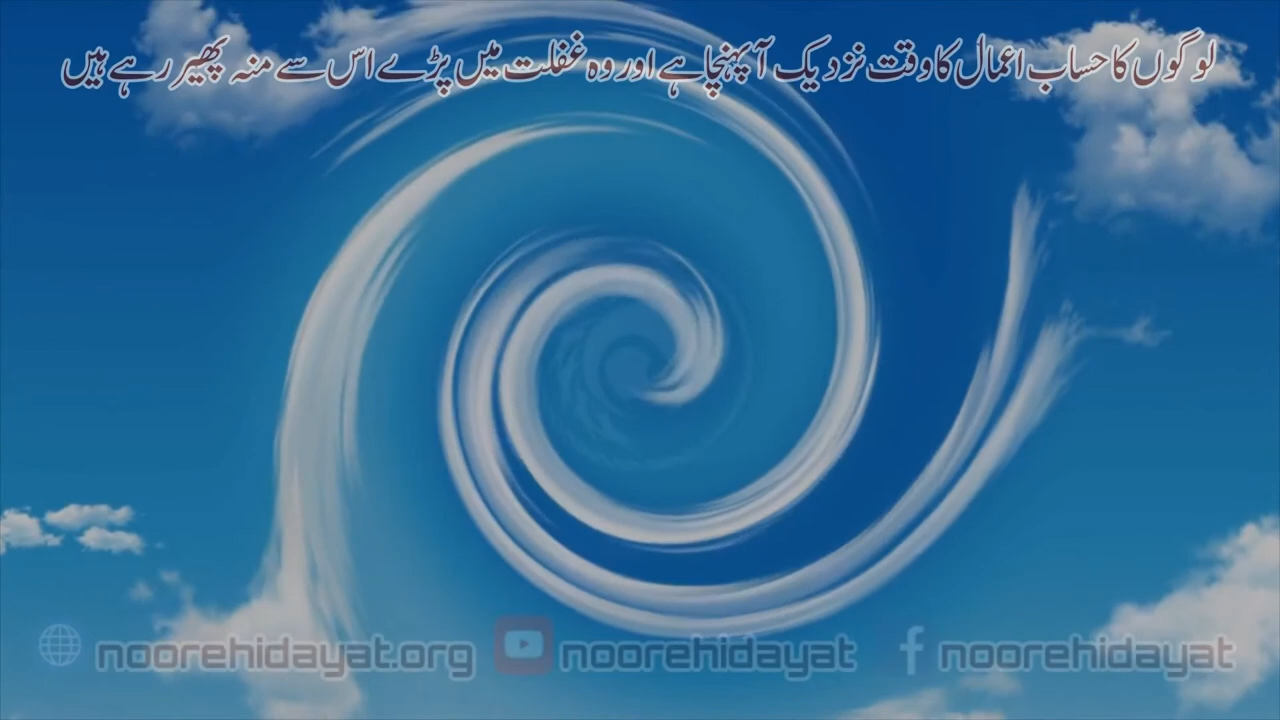 لوگوں کا حساب اعمال کا وقت نزدیک آ پہنچا ہے اور وہ غفلت میں پڑے اس سے منہ پھیر رہے ہیں
noorehidayat.org noorehidayat noorehidayat